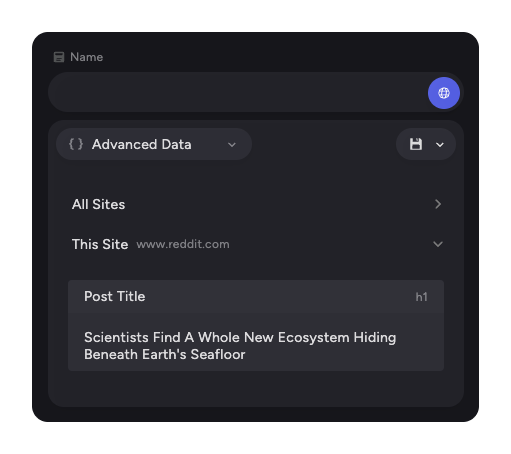 Name
{ } Advanced Data
All Sites
This Site www.reddit.com
Post Title h1
Scientists Find A Whole New Ecosystem Hiding
Beneath Earth's Seafloor